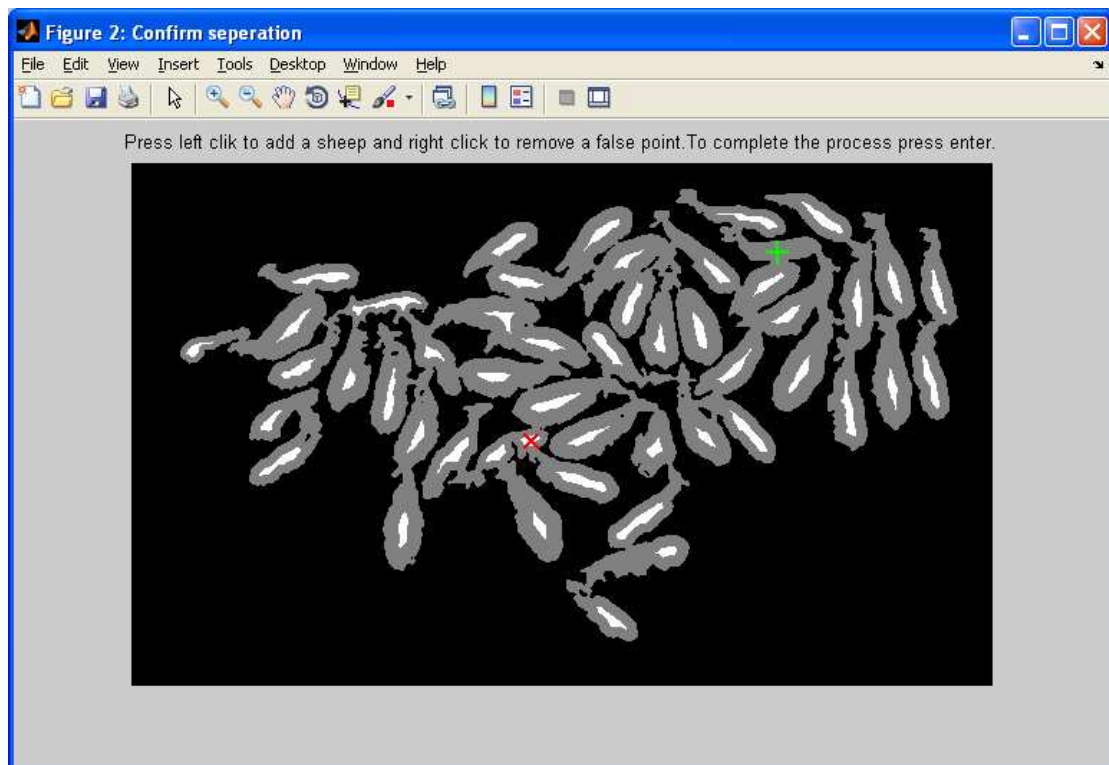 Figure 2: Confirm seperation
File Edit View Insert Tools Desktop Window Help
Press left clik to add a sheep and right click to remove a false point.To complete the process press enter.